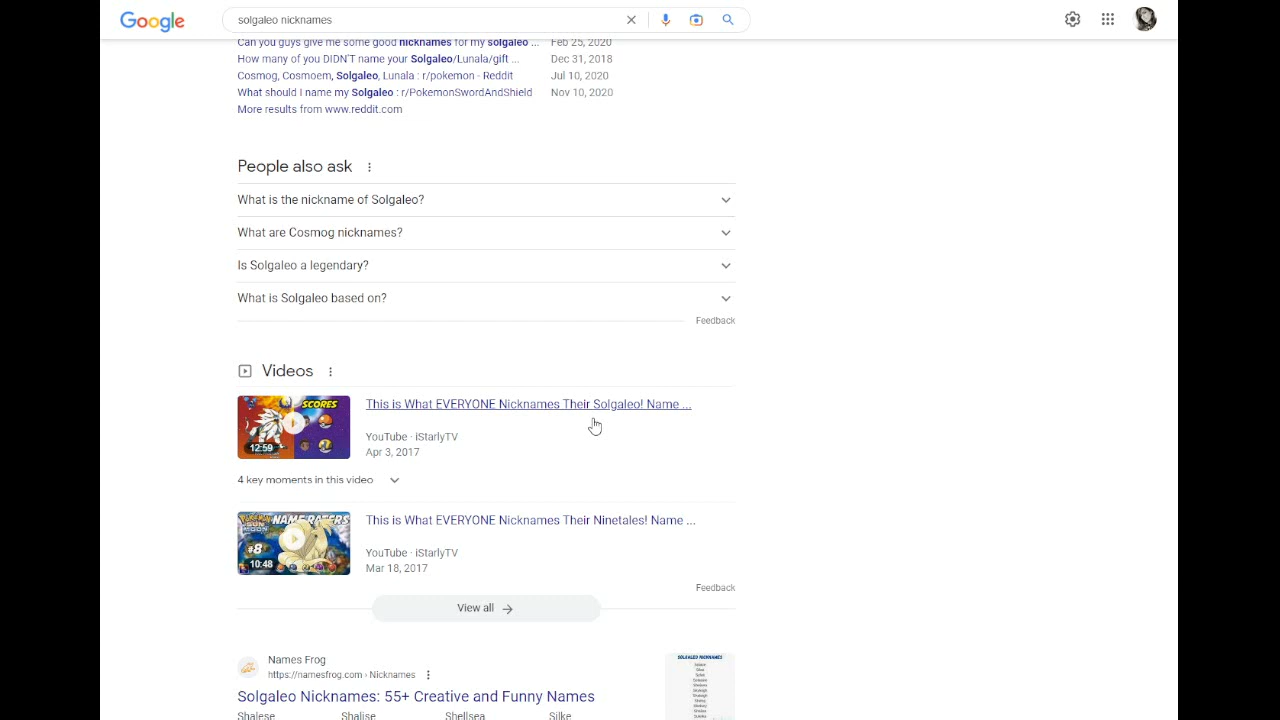 Google
solgaleo nicknames
Can you guys give me some good nicknames for my solgaleo ... Feb 25, 2020
How many of you DIDN'T name your Solgaleo/Lunala/gift ... Dec 31, 2018
Cosmog, Cosmoem, Solgaleo, Lunala : r/pokemon - Reddit Jul 10, 2020
What should I name my Solgaleo : r/PokemonSwordAndShield Nov 10, 2020
More results from www.reddit.com
People also ask
What is the nickname of Solgaleo?
What are Cosmog nicknames?
Is Solgaleo a legendary?
What is Solgaleo based on?
Feedback
Videos
SCORES
12:59
This is What EVERYONE Nicknames Their Solgaleo! Name ...
YouTube · iStarlyTV
Apr 3, 2017
4 key moments in this video
NAME RATERS
#8
10:48
This is What EVERYONE Nicknames Their Ninetales! Name ...
YouTube · iStarlyTV
Mar 18, 2017
Feedback
View all
Names Frog
https://namesfrog.com › Nicknames
Solgaleo Nicknames: 55+ Creative and Funny Names
Shalese Shalise Shellsea Silke
SOLGALEO NICKNAMES